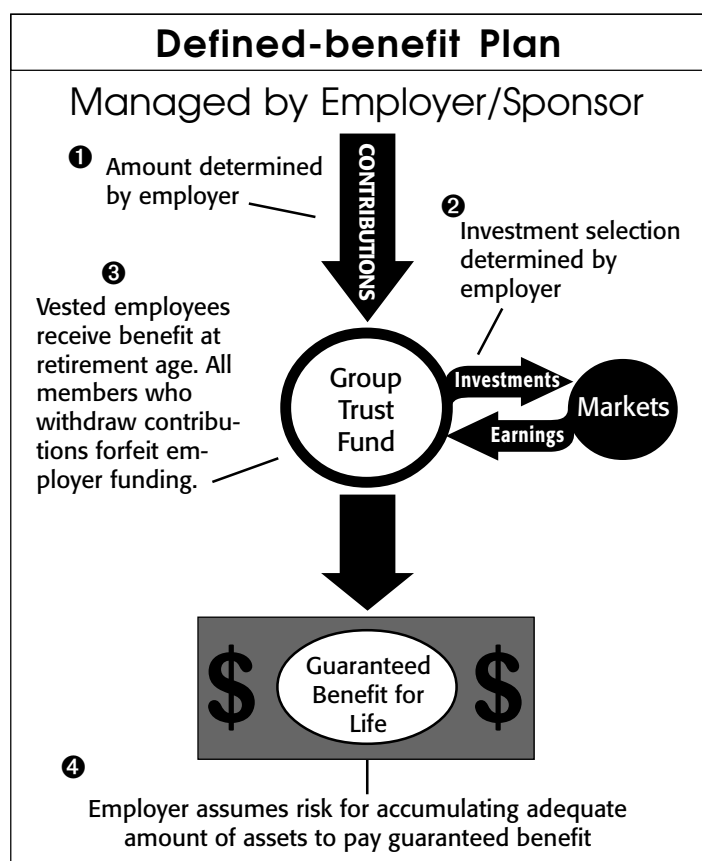 Defined-benefit Plan
Managed by Employer/Sponsor
CONTRIBUTIONS
❶ Amount determined
by employer
❷
Investment selection
determined by
employer
❸
Vested employees
receive benefit at
retirement age. All
members who
withdraw contribu-
tions forfeit em-
ployer funding.
Group
Trust
Fund
Investments
Earnings
Markets
$
Guaranteed
Benefit for
Life
$
❹
Employer assumes risk for accumulating adequate
amount of assets to pay guaranteed benefit